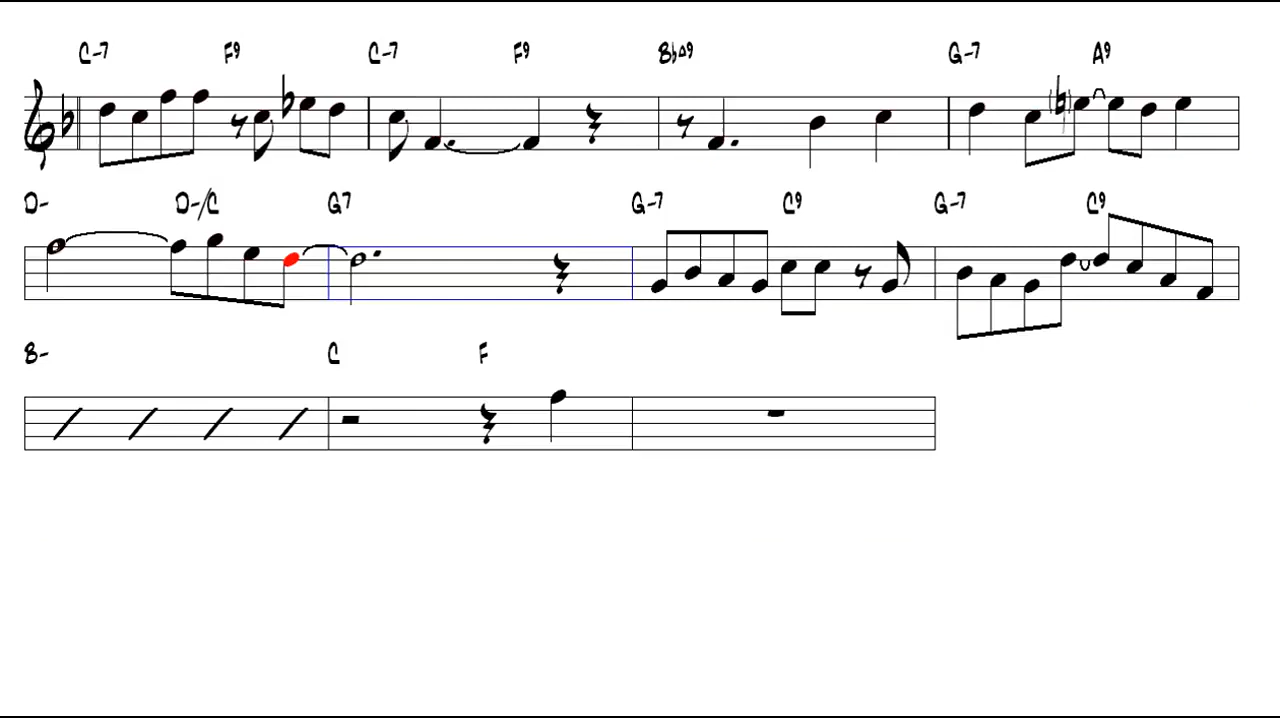 C-7 F9 C-7 F9 B♭Δ9 G-7 A9
D- D-/C G7 G-7 C9 G-7 C9
B- C F